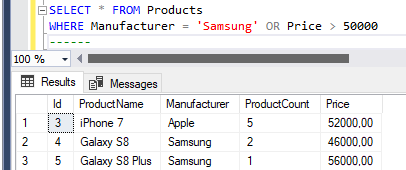 SELECT * FROM Products
WHERE Manufacturer = 'Samsung' OR Price > 50000
------
100 %
Results Messages
Id ProductName Manufacturer ProductCount Price
1 3 iPhone 7 Apple 5 52000,00
2 4 Galaxy S8 Samsung 2 46000,00
3 5 Galaxy S8 Plus Samsung 1 56000,00